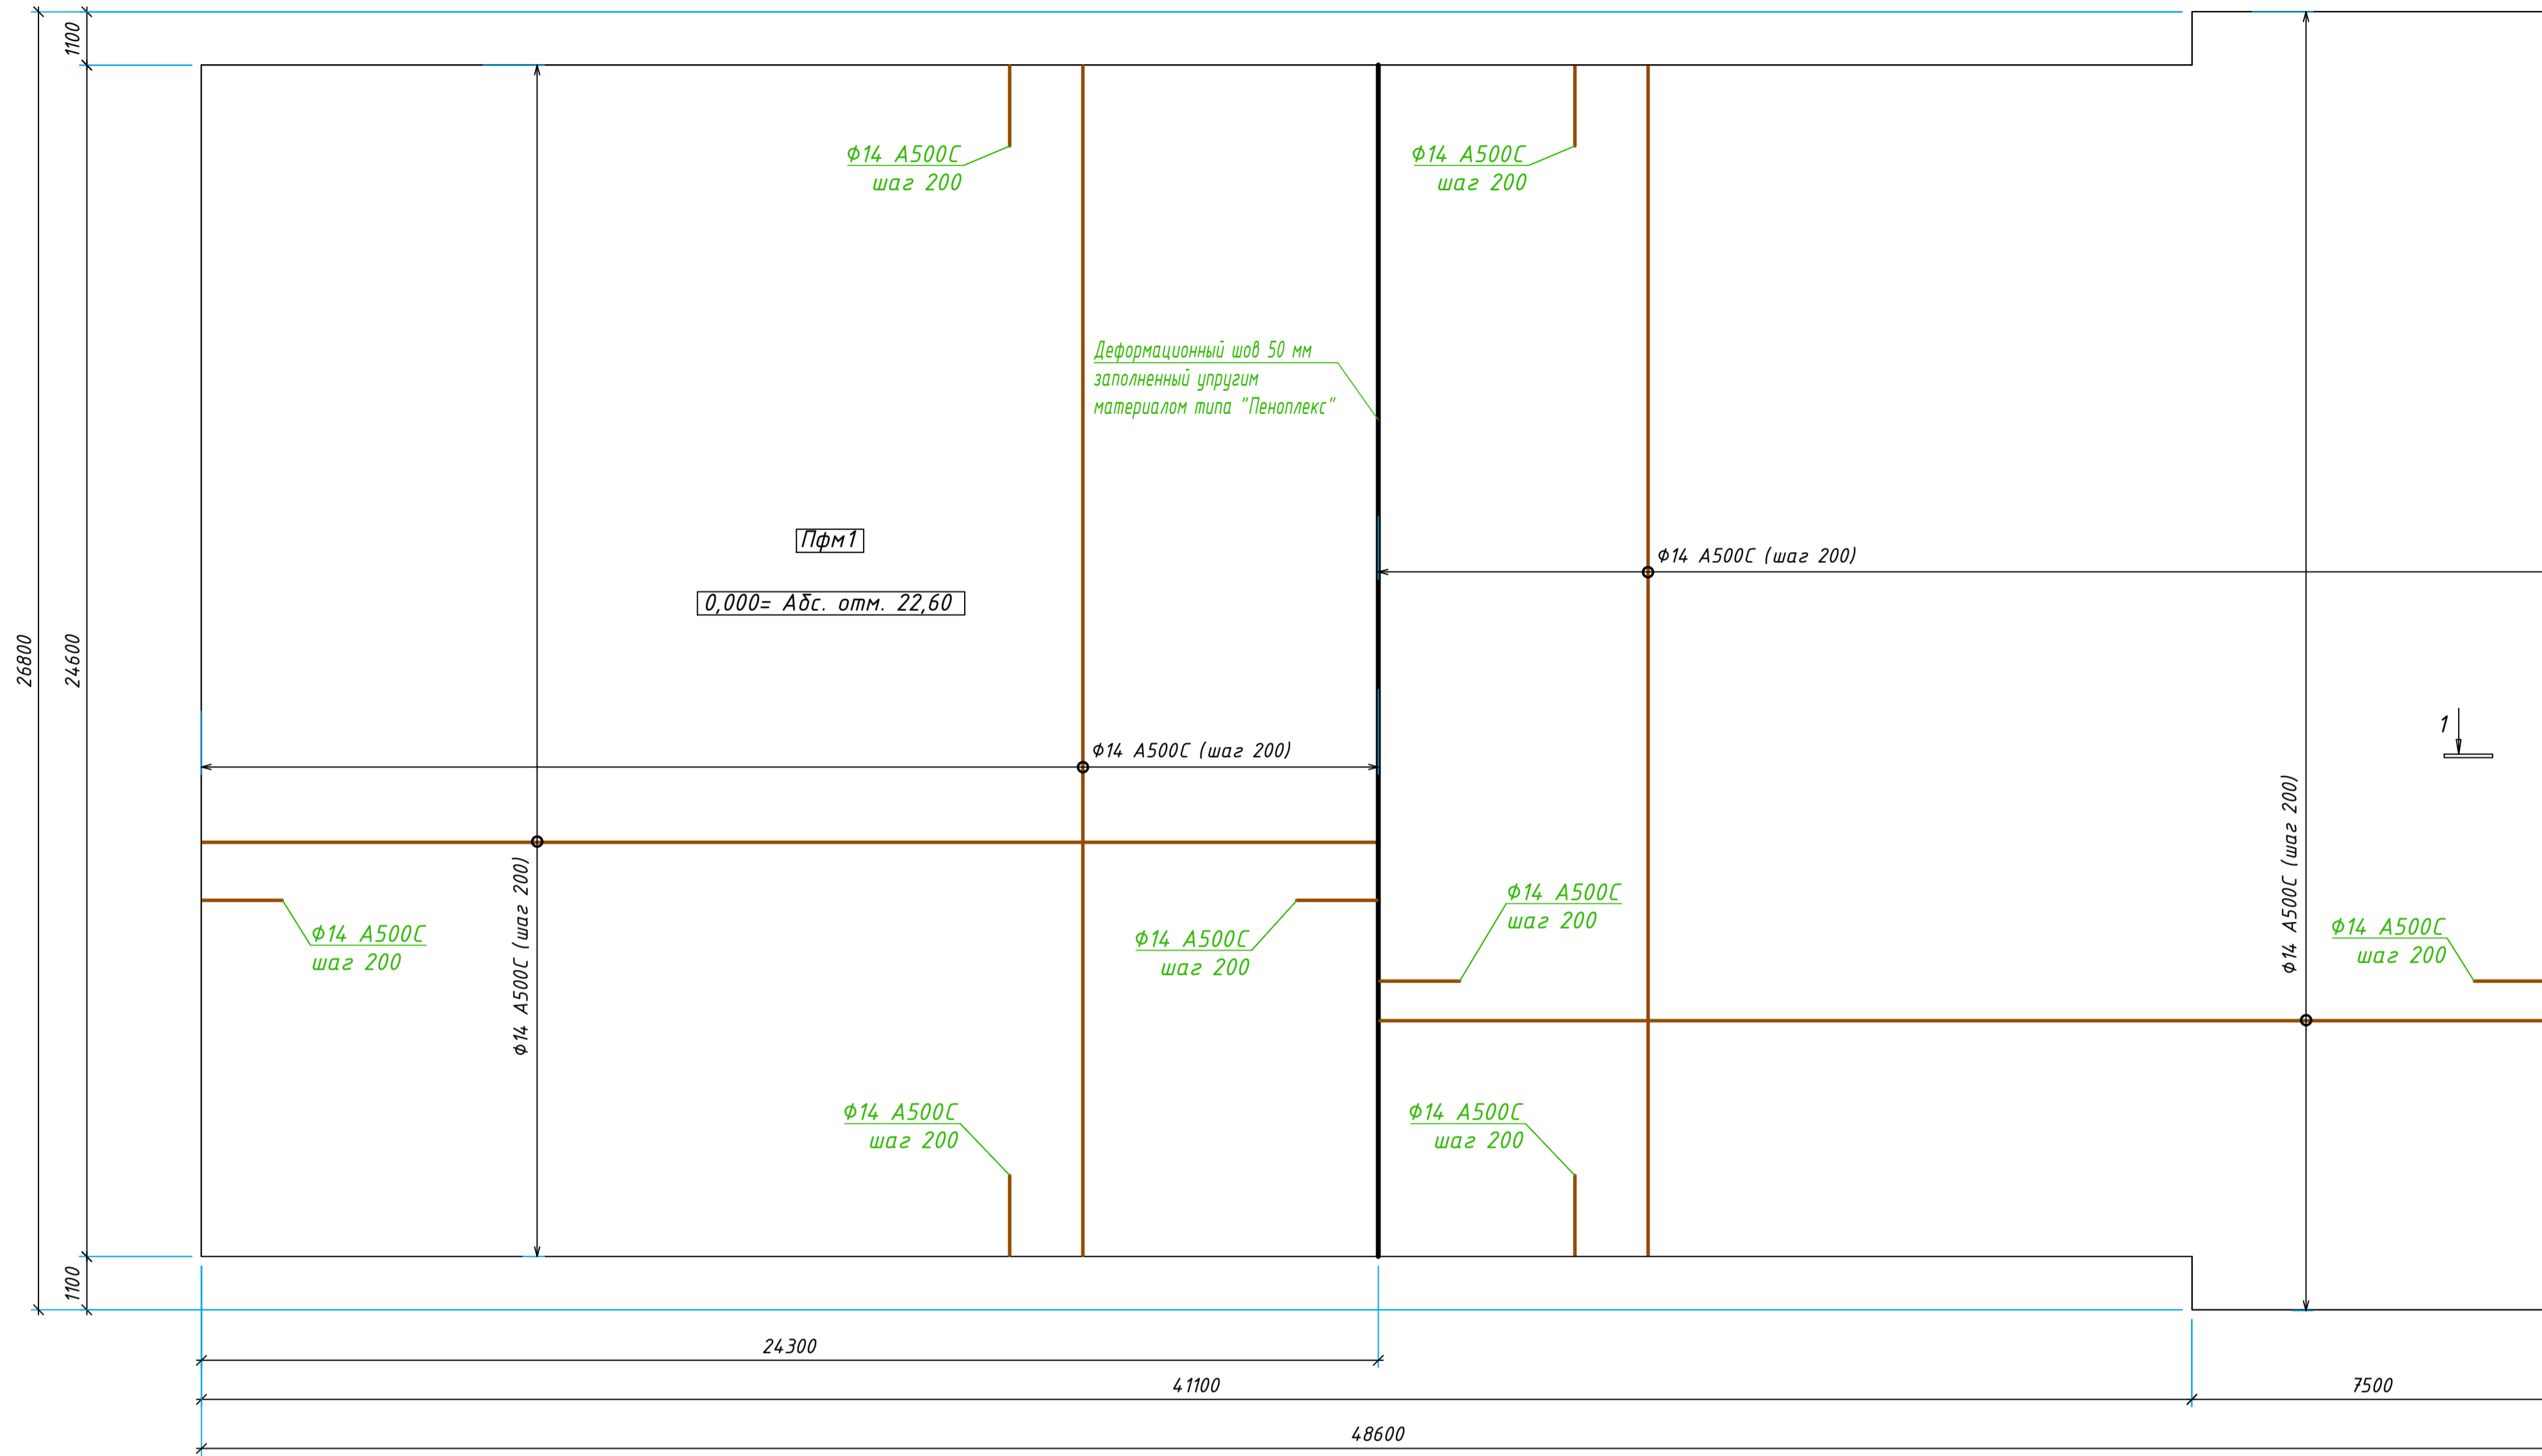 1100
Ф14 А500С
шаг 200
Ф14 А500С
шаг 200
Деформационный шов 50 мм
заполненный упругим
материалом типа "Пеноплекс"
Пфм1
Ф14 А500С (шаг 200)
0,000= Абс. отм. 22,60
26800
24600
1
Ф14 А500С (шаг 200)
Ф14 А500С (шаг 200)
Ф14 А500С (шаг 200)
Ф14 А500С
шаг 200
Ф14 А500С
шаг 200
Ф14 А500С
шаг 200
Ф14 А500С
шаг 200
Ф14 А500С
шаг 200
Ф14 А500С
шаг 200
1100
24300
41100
7500
48600